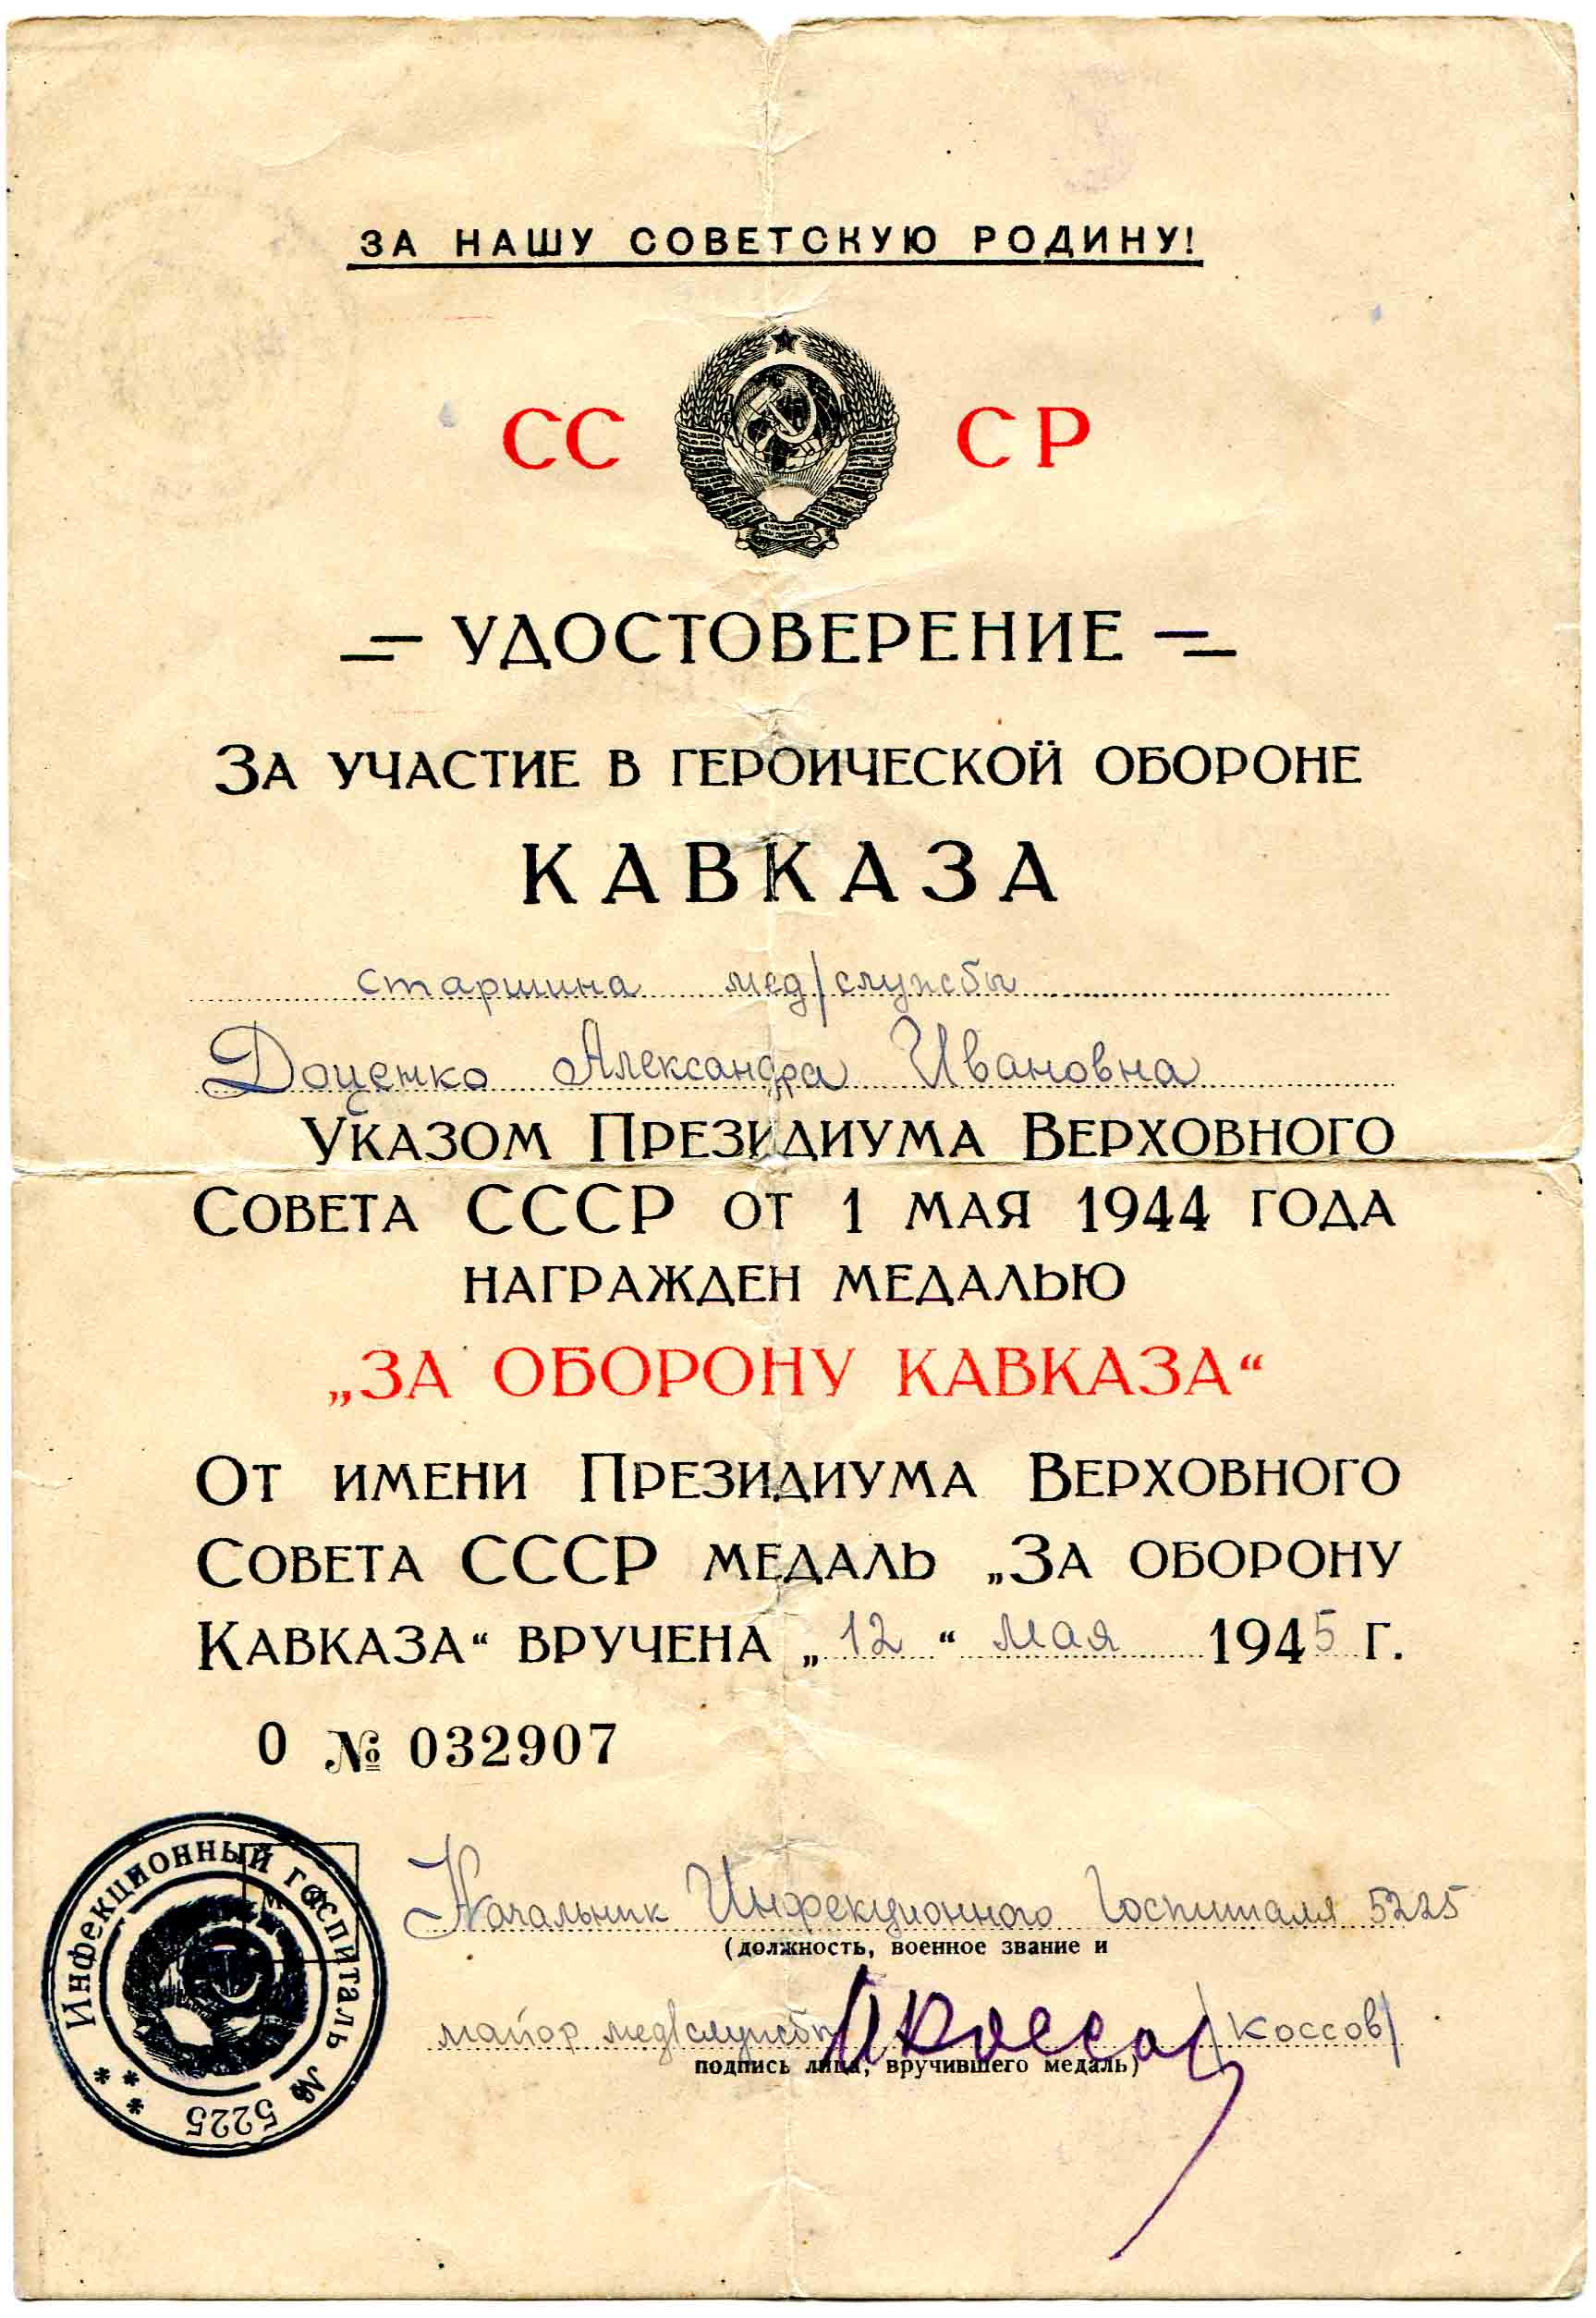 ЗА НАШУ СОВЕТСКУЮ РОДИНУ!
СС СР
УДОСТОВЕРЕНИЕ
ЗА УЧАСТИЕ В ГЕРОИЧЕСКОЙ ОБОРОНЕ
КАВКАЗА
старшина мед/службы
Доценко Александра Ивановна
УКАЗОМ ПРЕЗИДИУМА ВЕРХОВНОГО
СОВЕТА СССР ОТ 1 МАЯ 1944 ГОДА
НАГРАЖДЕН МЕДАЛЬЮ
„ЗА ОБОРОНУ КАВКАЗА“
ОТ ИМЕНИ ПРЕЗИДИУМА ВЕРХОВНОГО
СОВЕТА СССР МЕДАЛЬ „ЗА ОБОРОНУ
КАВКАЗА“ ВРУЧЕНА „12“ мая 1945 Г.
О № 032907
Инфекционный госпиталь № 5225
Начальник Инфекционного Госпиталя 5225
(должность, военное звание и
майор мед/службы /Коссов/
подпись лица, вручившего медаль)